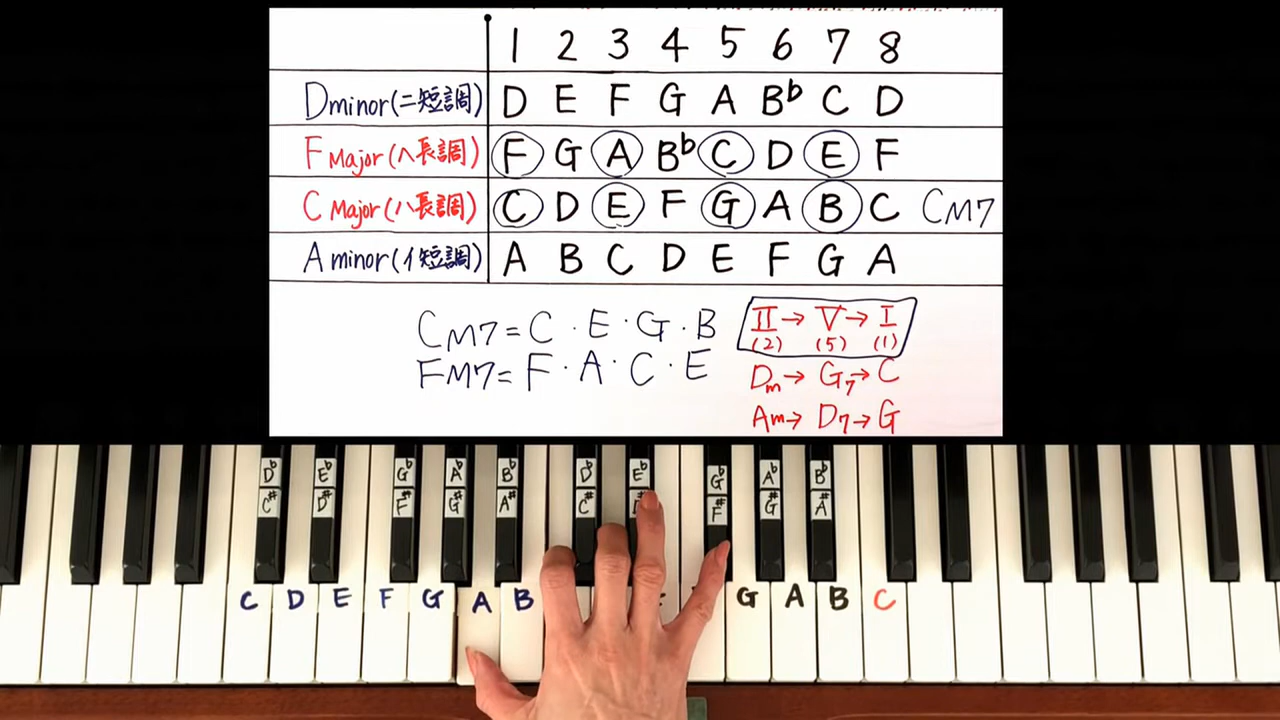 1 2 3 4 5 6 7 8
Dminor(ニ短調) D E F G A B♭ C D
F Major(ヘ長調) F G A B♭ C D E F
C Major(ハ長調) C D E F G A B C CM7
A minor(イ短調) A B C D E F G A
CM7=C・E・G・B
FM7=F・A・C・E
II→V→I
(2) (5) (1)
Dm→G7→C
Am→D7→G
D♭ E♭ G♭ A♭ B♭ D♭ E♭ G♭ A♭ B♭
C# D# F# G# A# C# F# G# A#
C D E F G A B G A B C